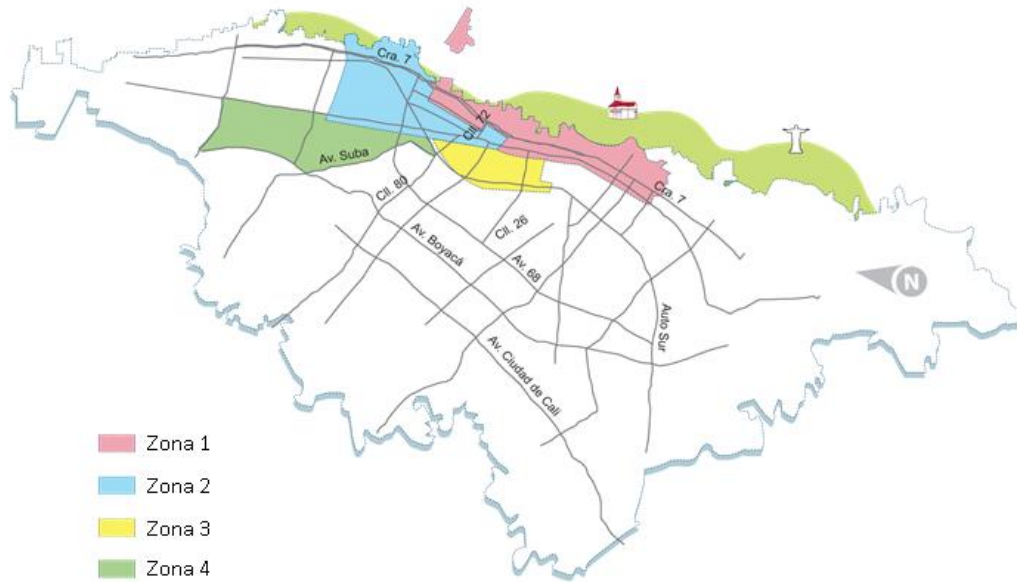 Cra. 7
Cll. 72
Av. Suba
Cll. 80
Cra. 7
Cll. 26
Av. Boyacá
Av. 68
N
Auto Sur
Av. Ciudad de Cali
Zona 1
Zona 2
Zona 3
Zona 4